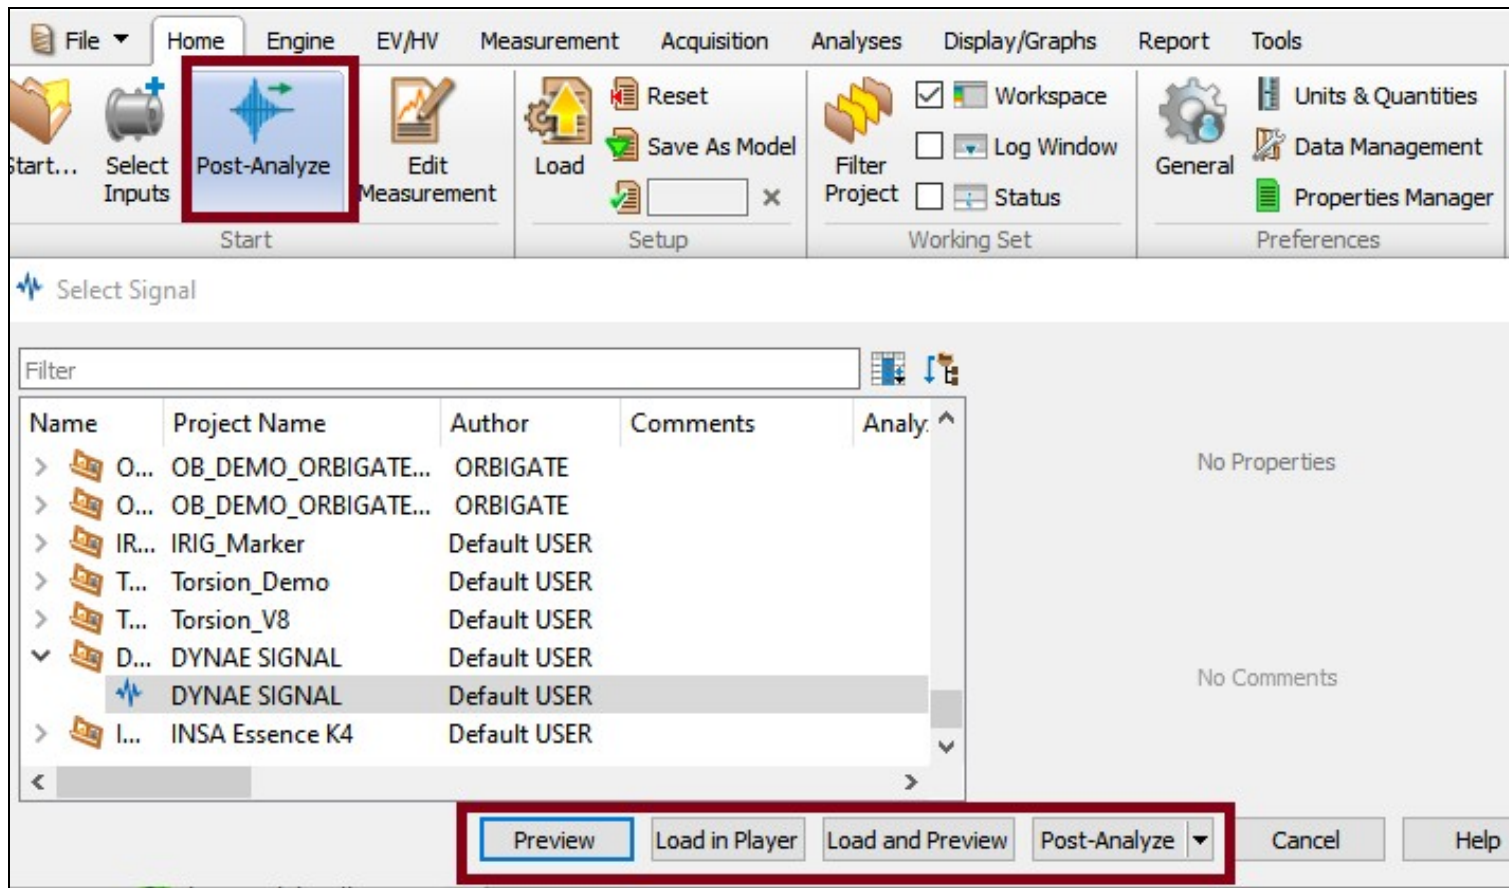 File Home Engine EV/HV Measurement Acquisition Analyses Display/Graphs Report Tools
Reset Workspace Units & Quantities
Save As Model Log Window Data Management
Start... Select Inputs Post-Analyze Edit Measurement Load Filter Project Status General Properties Manager
Start Setup Working Set Preferences
Select Signal
Filter
Name Project Name Author Comments Analy
O... OB_DEMO_ORBIGATE... ORBIGATE
O... OB_DEMO_ORBIGATE... ORBIGATE
No Properties
IR... IRIG_Marker Default USER
T... Torsion_Demo Default USER
T... Torsion_V8 Default USER
D... DYNAE SIGNAL Default USER
No Comments
DYNAE SIGNAL Default USER
I... INSA Essence K4 Default USER
Preview Load in Player Load and Preview Post-Analyze Cancel Help